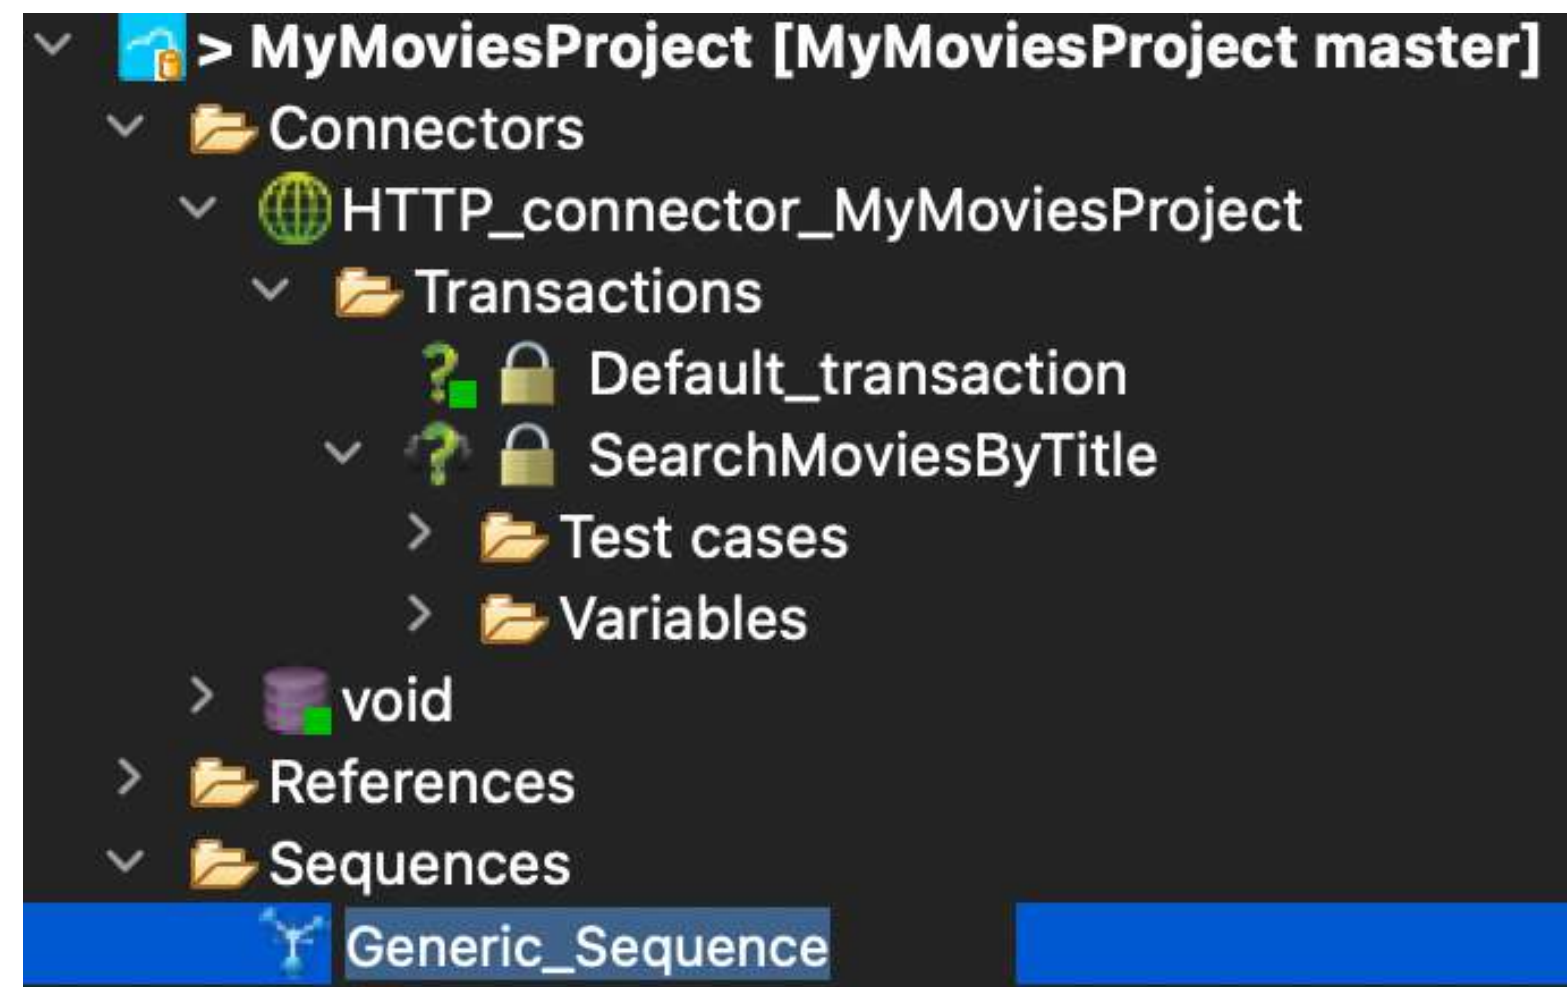 > MyMoviesProject [MyMoviesProject master]
Connectors
HTTP_connector_MyMoviesProject
Transactions
Default_transaction
SearchMoviesByTitle
Test cases
Variables
void
References
Sequences
Generic_Sequence